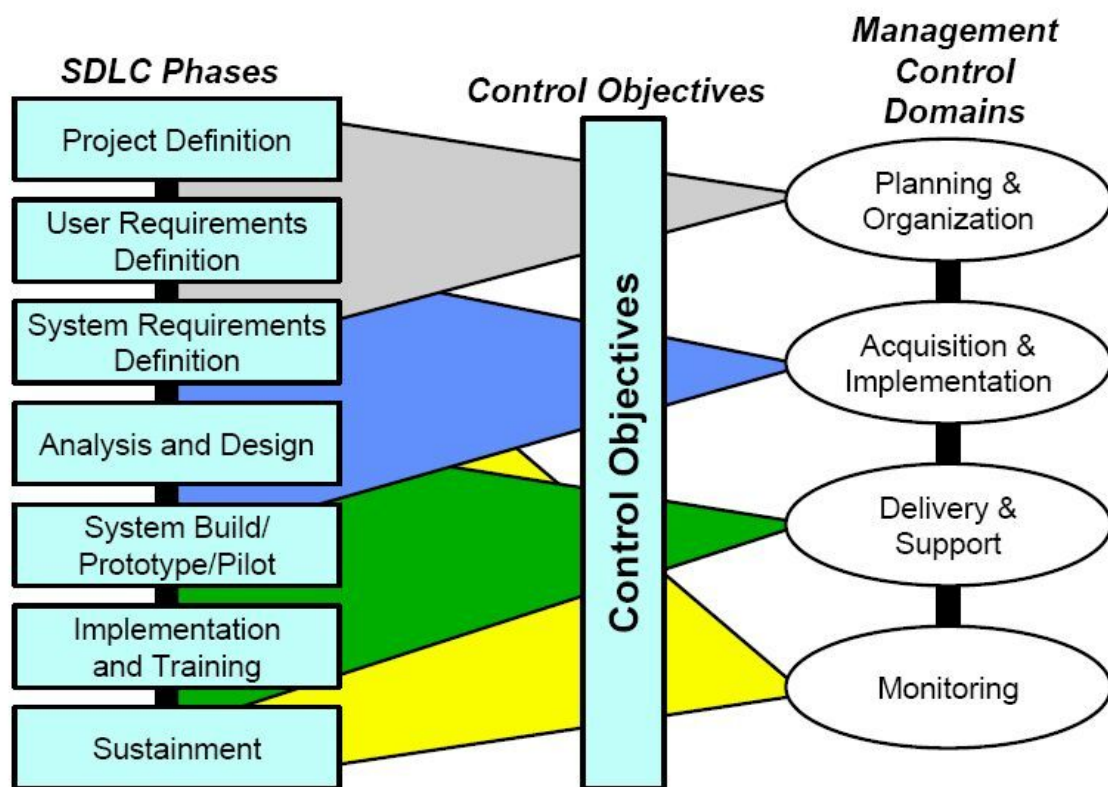 SDLC Phases
Project Definition
User Requirements
Definition
System Requirements
Definition
Analysis and Design
System Build/
Prototype/Pilot
Implementation
and Training
Sustainment
Control Objectives
Control Objectives
Management
Control
Domains
Planning &
Organization
Acquisition &
Implementation
Delivery &
Support
Monitoring